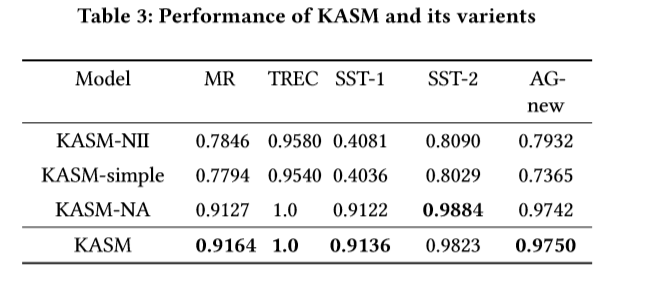 Table 3: Performance of KASM and its varients
Model MR TREC SST-1 SST-2 AG-
new
KASM-NII 0.7846 0.9580 0.4081 0.8090 0.7932
KASM-simple 0.7794 0.9540 0.4036 0.8029 0.7365
KASM-NA 0.9127 1.0 0.9122 0.9884 0.9742
KASM 0.9164 1.0 0.9136 0.9823 0.9750